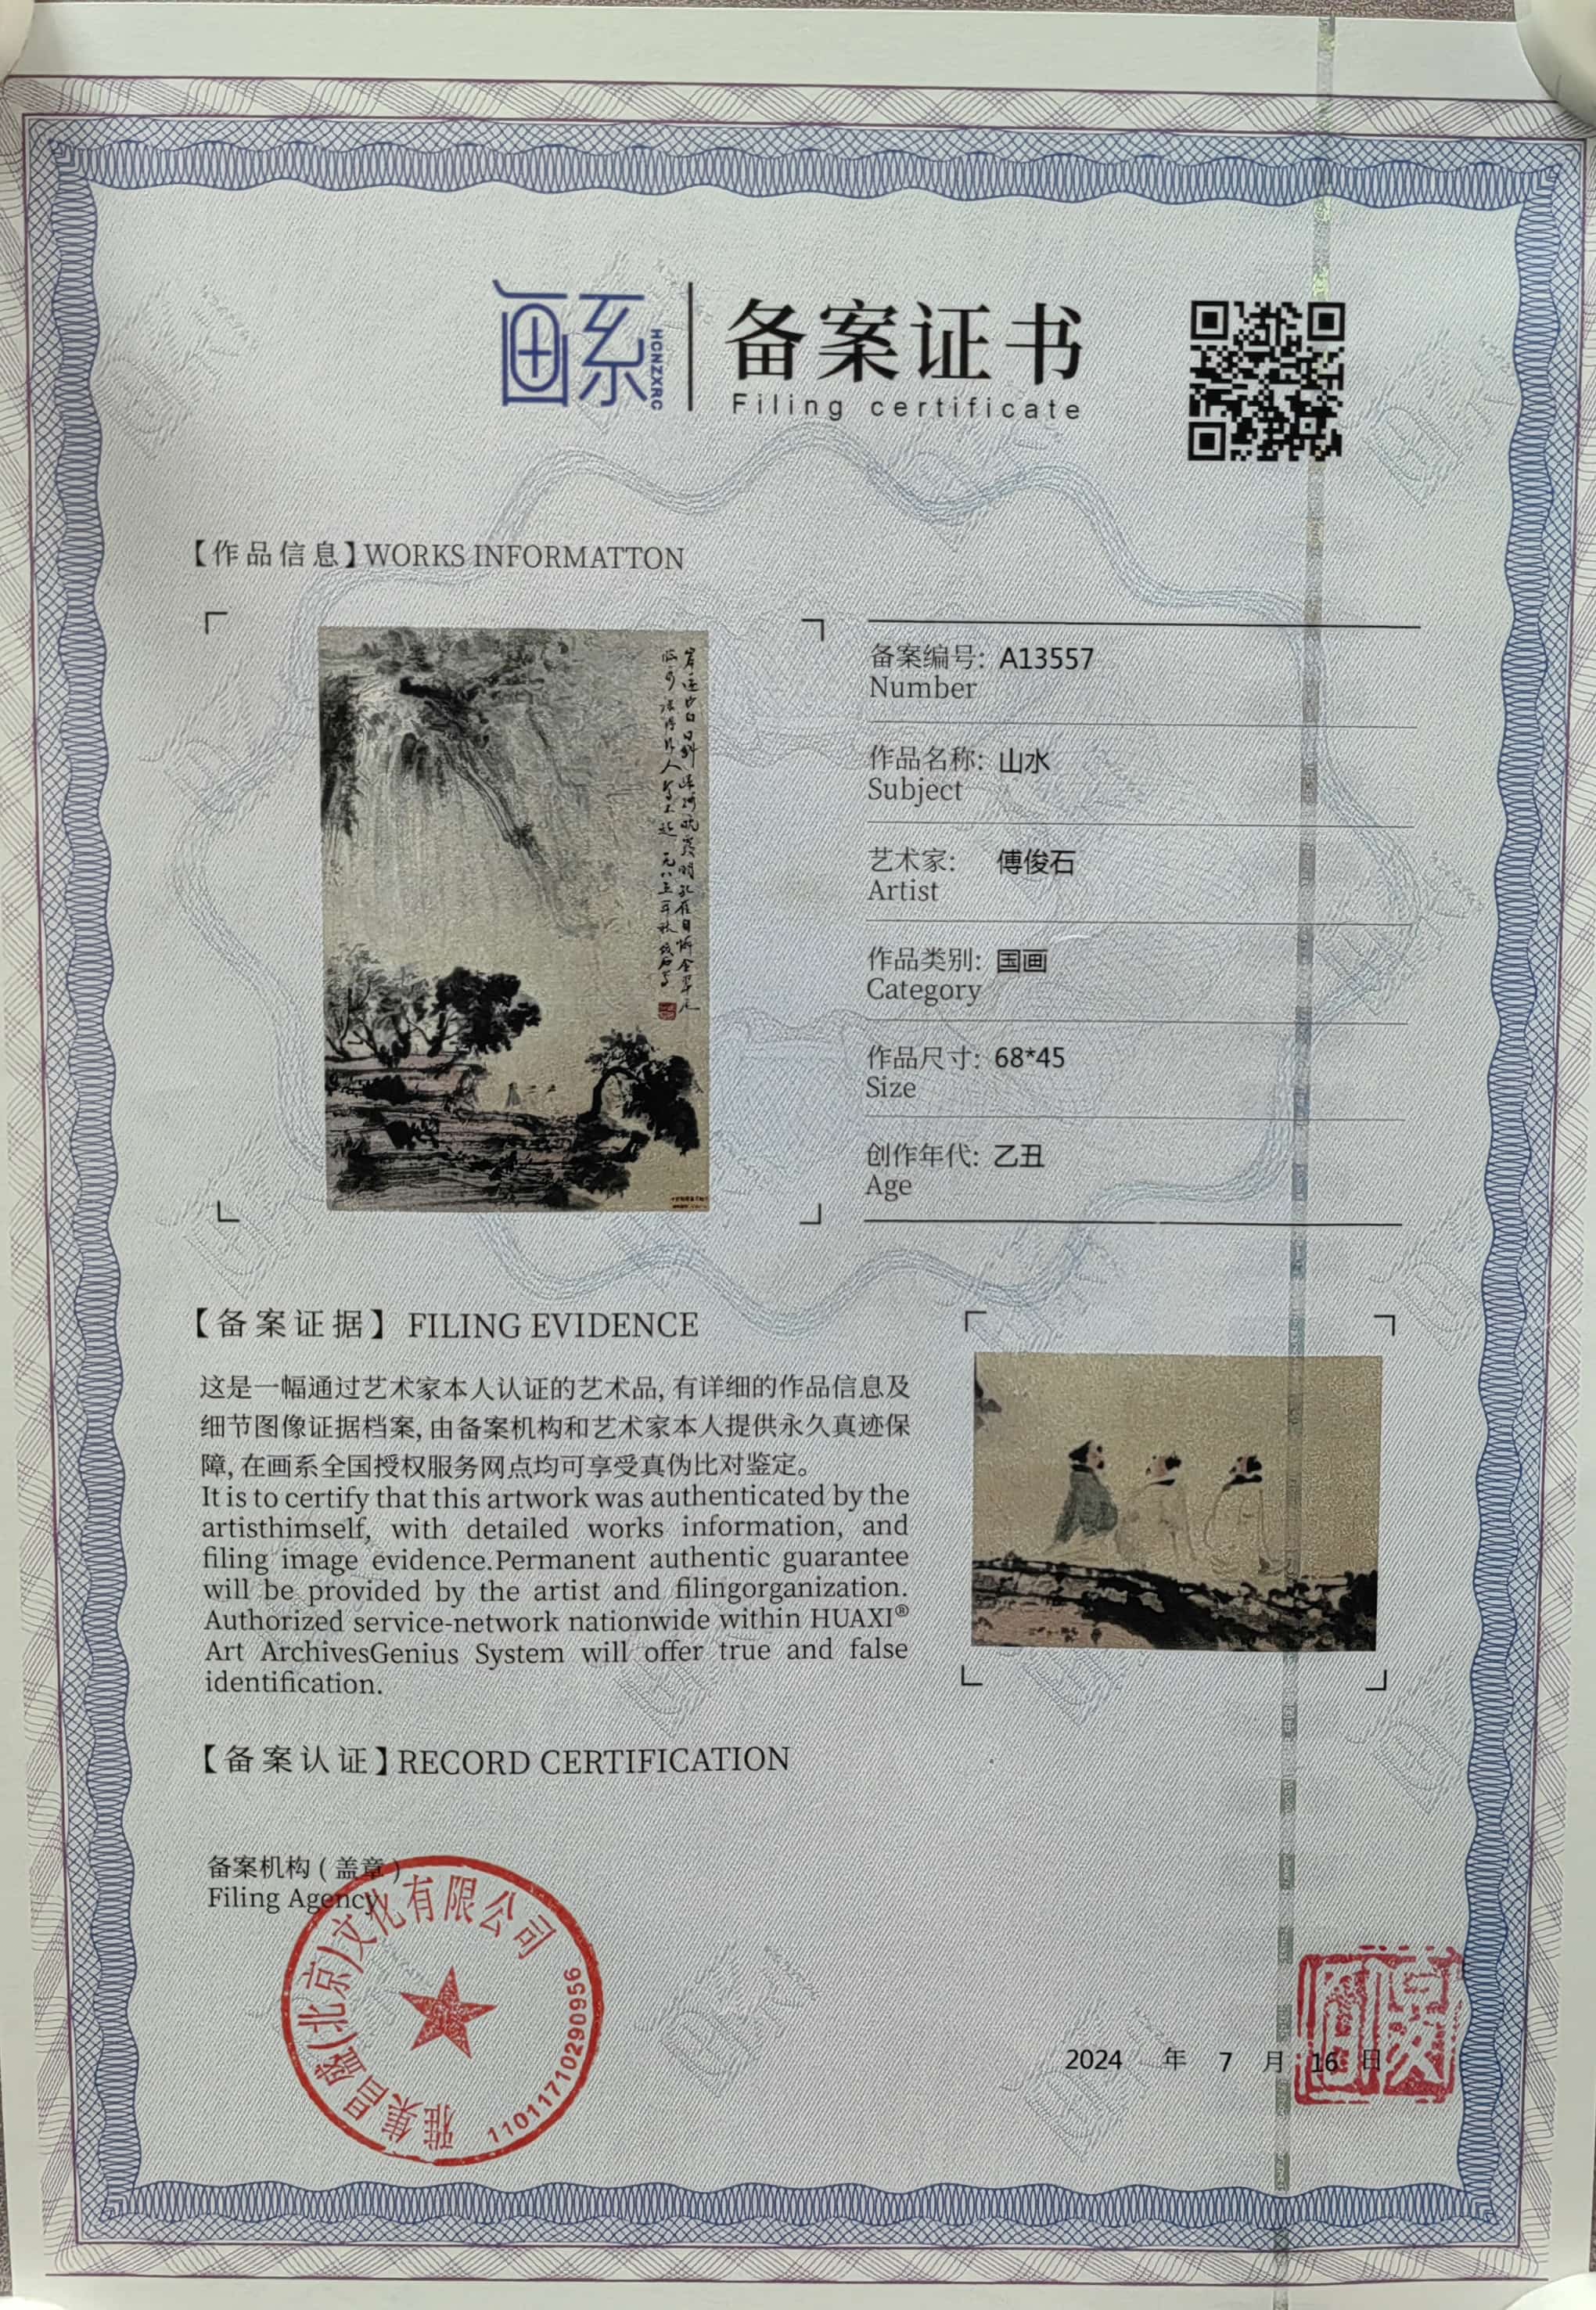 画系
HCNZXRC
备案证书
Filing certificate
【作品信息】WORKS INFORMATTON
备案编号: A13557
Number
作品名称: 山水
Subject
艺术家: 傅俊石
Artist
作品类别: 国画
Category
作品尺寸: 68*45
Size
创作年代: 乙丑
Age
【备案证据】 FILING EVIDENCE
这是一幅通过艺术家本人认证的艺术品, 有详细的作品信息及
细节图像证据档案, 由备案机构和艺术家本人提供永久真迹保
障, 在画系全国授权服务网点均可享受真伪比对鉴定。
It is to certify that this artwork was authenticated by the
artisthimself, with detailed works information, and
filing image evidence.Permanent authentic guarantee
will be provided by the artist and filingorganization.
Authorized service-network nationwide within HUAXI®
Art ArchivesGenius System will offer true and false
identification.
【备案认证】RECORD CERTIFICATION
备案机构 ( 盖章 )
Filing Agency
雅集昌盛(北京)文化有限公司
1101171029095​6
2024 年 7 月 16 日